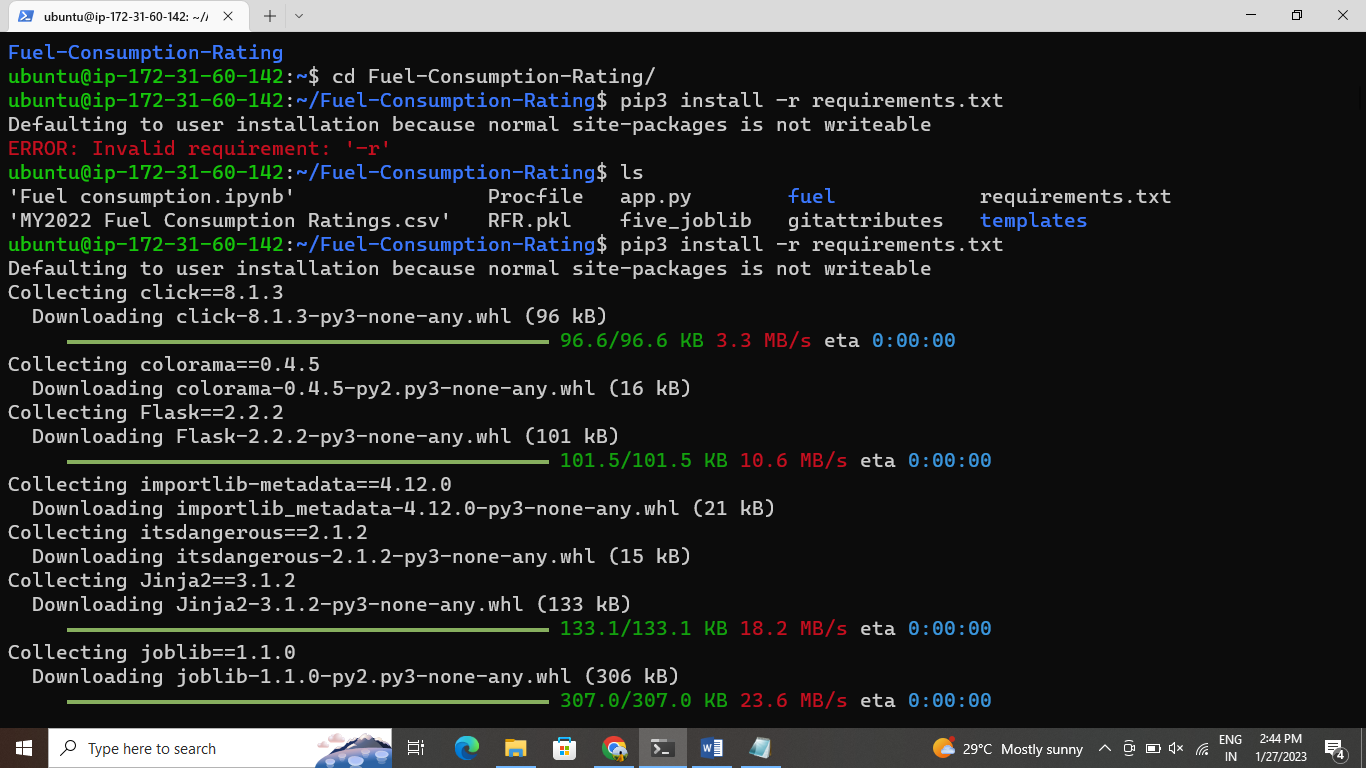 ubuntu@ip-172-31-60-142: ~/
Fuel-Consumption-Rating
ubuntu@ip-172-31-60-142:~$ cd Fuel-Consumption-Rating/
ubuntu@ip-172-31-60-142:~/Fuel-Consumption-Rating$ pip3 install –r requirements.txt
Defaulting to user installation because normal site-packages is not writeable
ERROR: Invalid requirement: '–r'
ubuntu@ip-172-31-60-142:~/Fuel-Consumption-Rating$ ls
'Fuel consumption.ipynb' Procfile app.py fuel requirements.txt
'MY2022 Fuel Consumption Ratings.csv' RFR.pkl five_joblib gitattributes templates
ubuntu@ip-172-31-60-142:~/Fuel-Consumption-Rating$ pip3 install -r requirements.txt
Defaulting to user installation because normal site-packages is not writeable
Collecting click==8.1.3
Downloading click-8.1.3-py3-none-any.whl (96 kB)
96.6/96.6 KB 3.3 MB/s eta 0:00:00
Collecting colorama==0.4.5
Downloading colorama-0.4.5-py2.py3-none-any.whl (16 kB)
Collecting Flask==2.2.2
Downloading Flask-2.2.2-py3-none-any.whl (101 kB)
101.5/101.5 KB 10.6 MB/s eta 0:00:00
Collecting importlib-metadata==4.12.0
Downloading importlib_metadata-4.12.0-py3-none-any.whl (21 kB)
Collecting itsdangerous==2.1.2
Downloading itsdangerous-2.1.2-py3-none-any.whl (15 kB)
Collecting Jinja2==3.1.2
Downloading Jinja2-3.1.2-py3-none-any.whl (133 kB)
133.1/133.1 KB 18.2 MB/s eta 0:00:00
Collecting joblib==1.1.0
Downloading joblib-1.1.0-py2.py3-none-any.whl (306 kB)
307.0/307.0 KB 23.6 MB/s eta 0:00:00
Type here to search
29°C Mostly sunny
ENG
IN
2:44 PM
1/27/2023
4